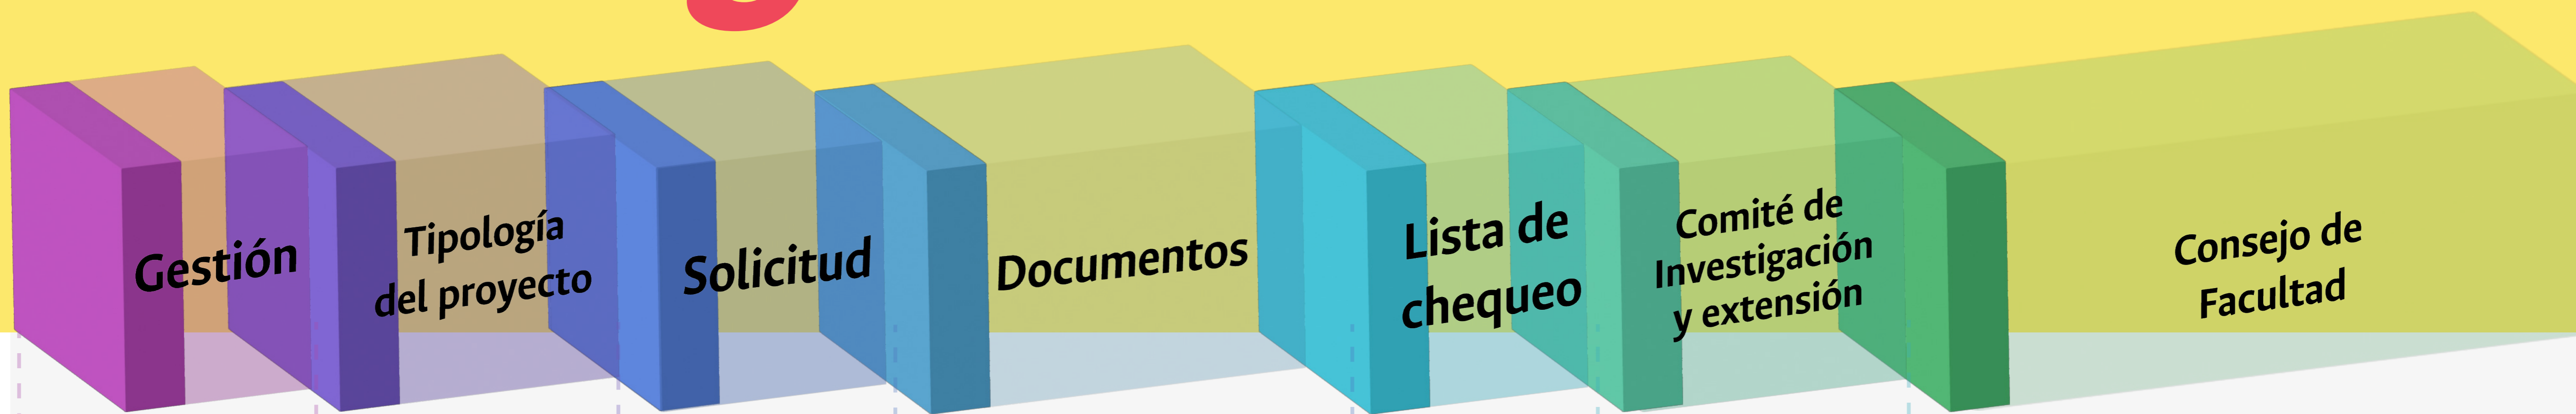 Gestión
Tipología
del proyecto
Solicitud
Documentos
Lista de
chequeo
Comité de
Investigación
y extensión
Consejo de
Facultad